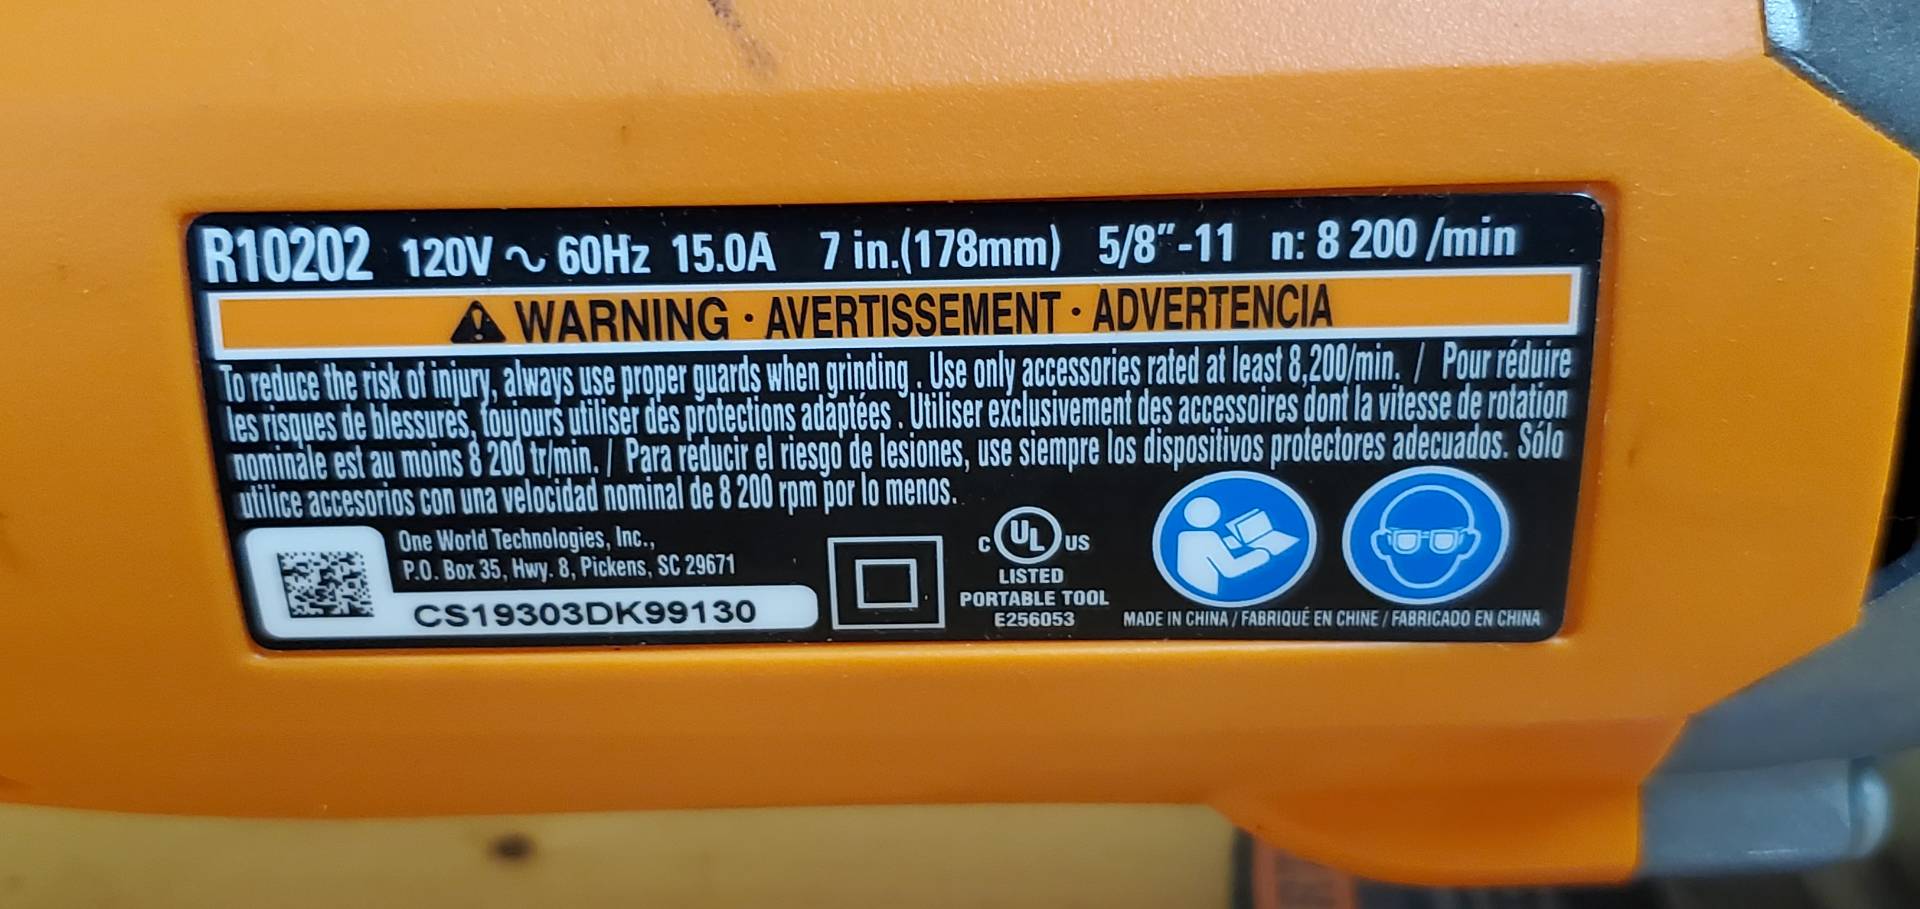 R10202 120V ~ 60Hz 15.0A 7 in.(178mm) 5/8"-11 n: 8 200 /min
WARNING · AVERTISSEMENT · ADVERTENCIA
To reduce the risk of injury, always use proper guards when grinding . Use only accessories rated at least 8,200/min. / Pour réduire
les risques de blessures, toujours utiliser des protections adaptées . Utiliser exclusivement des accessoires dont la vitesse de rotation
nominale est au moins 8 200 tr/min. / Para reducir el riesgo de lesiones, use siempre los dispositivos protectores adecuados. Sólo
utilice accesorios con una velocidad nominal de 8 200 rpm por lo menos.
One World Technologies, Inc.,
P.O. Box 35, Hwy. 8, Pickens, SC 29671
CS19303DK99130
C UL US
LISTED
PORTABLE TOOL
E256053
MADE IN CHINA / FABRIQUÉ EN CHINE / FABRICADO EN CHINA